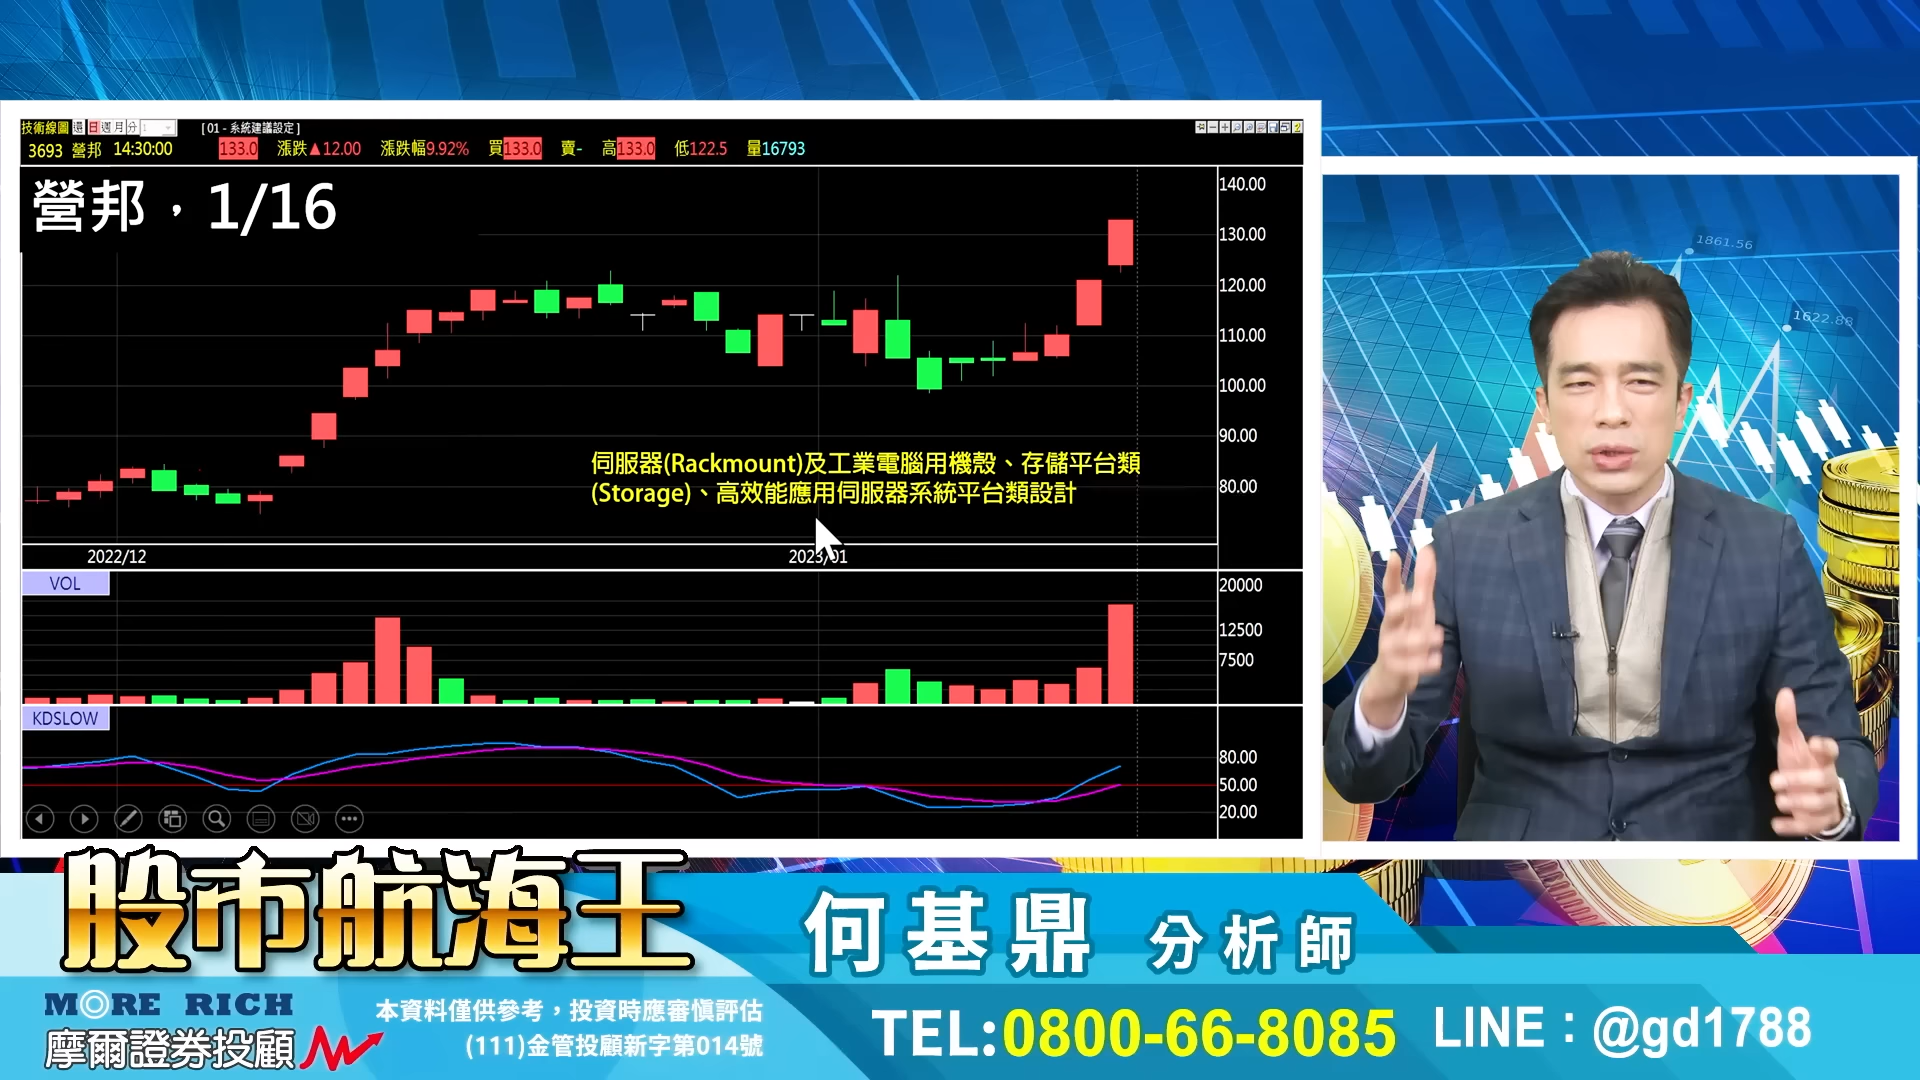 技術線圖 還 日 週 月 分 1 [ 01 - 系統建議設定 ]
3693 營邦 14:30:00 133.0 漲跌▲12.00 漲跌幅9.92% 買133.0 賣- 高133.0 低122.5 量16793
營邦，1/16
140.00
130.00
120.00
110.00
100.00
90.00
80.00
伺服器(Rackmount)及工業電腦用機殼、存儲平台類
(Storage)、高效能應用伺服器系統平台類設計
2022/12 2023/01
VOL
20000
12500
7500
KDSLOW
80.00
50.00
20.00
1861.56
1622.88
股市航海王
MORE RICH
摩爾證券投顧
本資料僅供參考，投資時應審慎評估
(111)金管投顧新字第014號
何基鼎 分析師
TEL:0800-66-8085 LINE：@gd1788